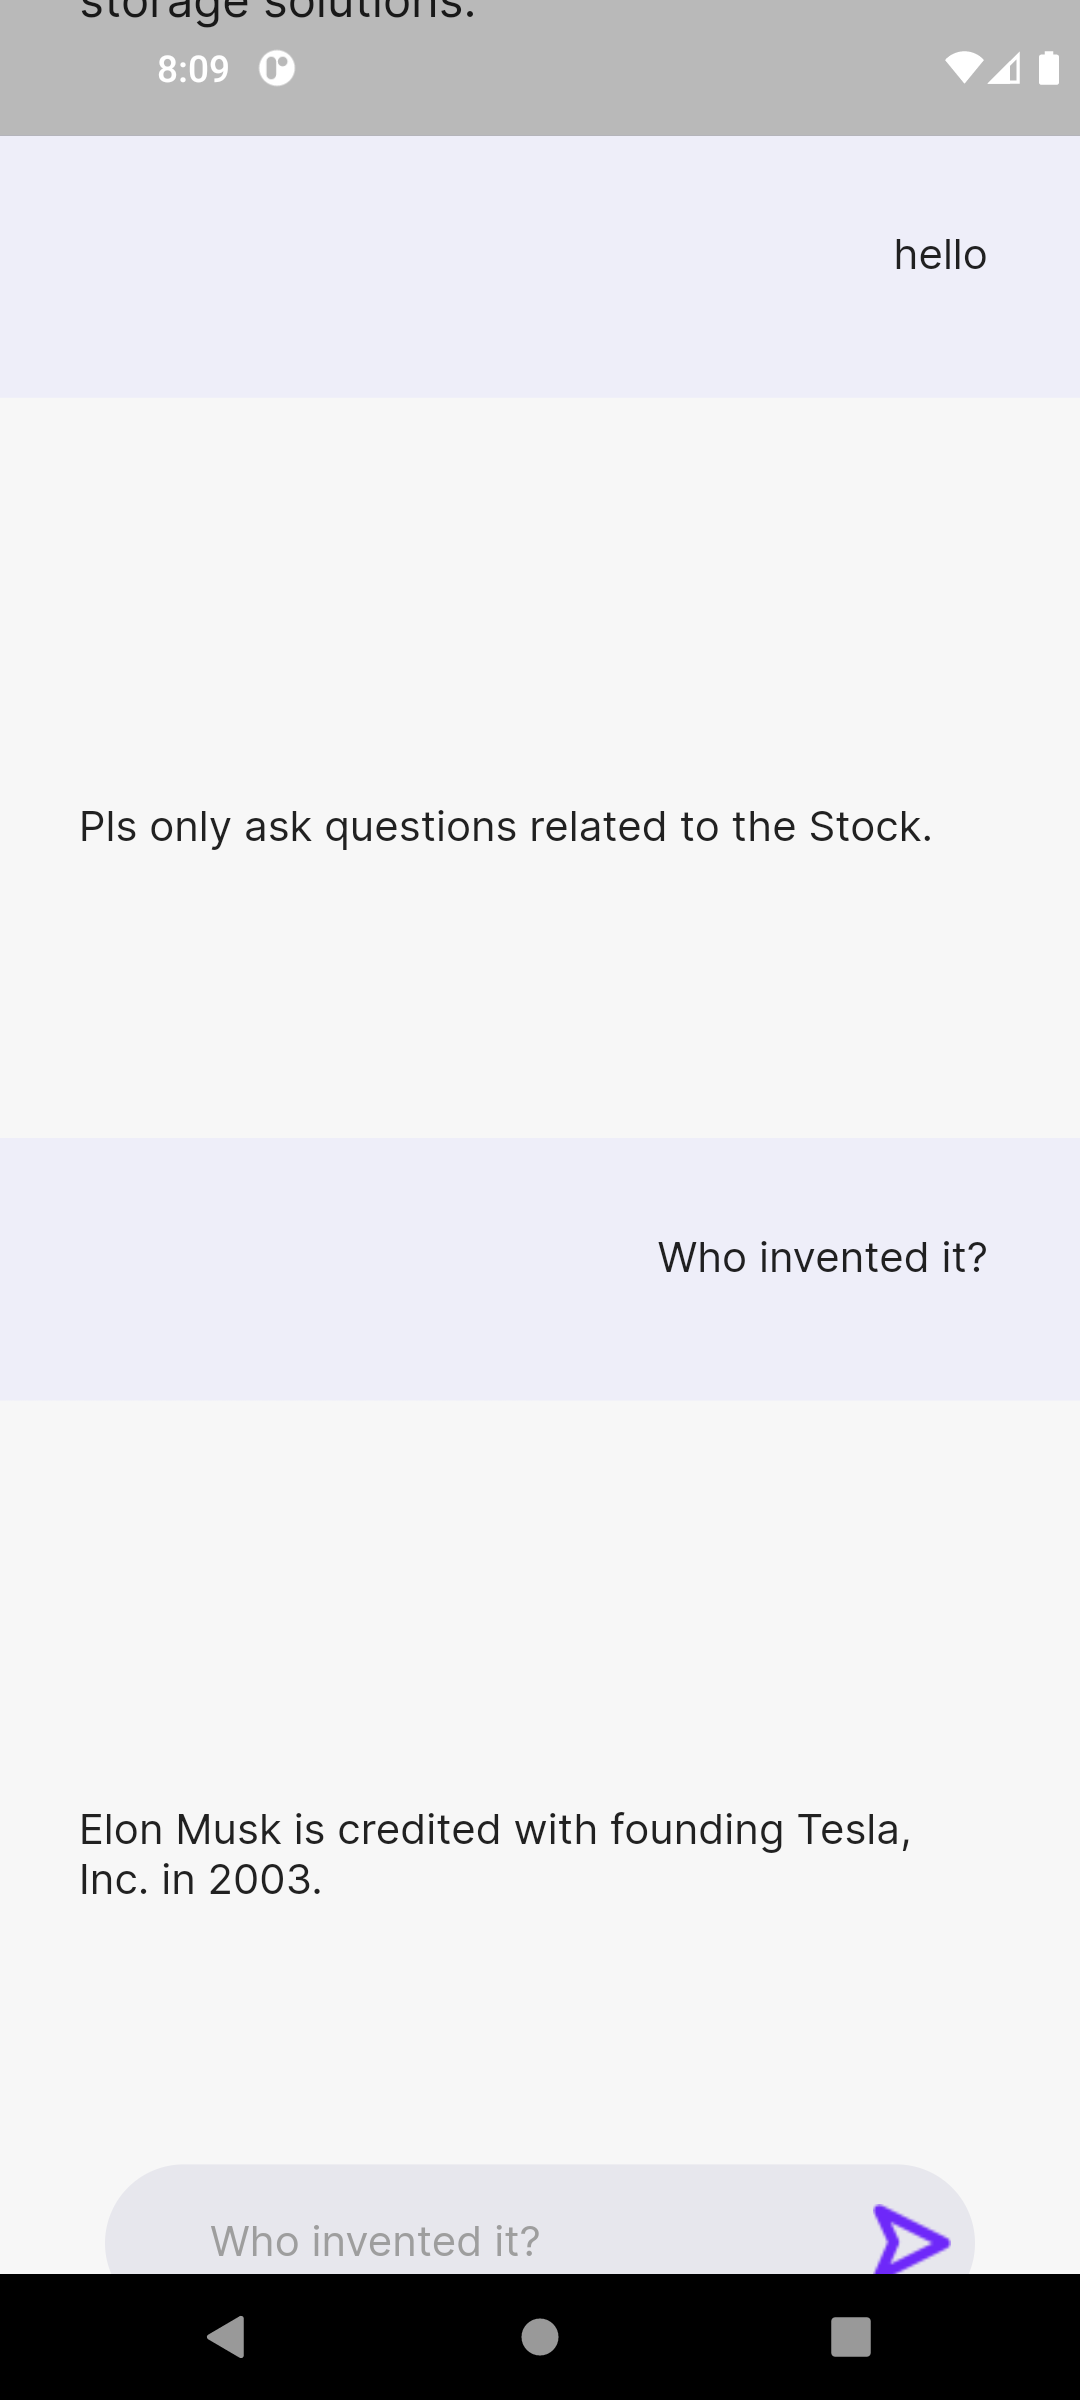 storage solutions.
8:09
hello
Pls only ask questions related to the Stock.
Who invented it?
Elon Musk is credited with founding Tesla,
Inc. in 2003.
Who invented it?